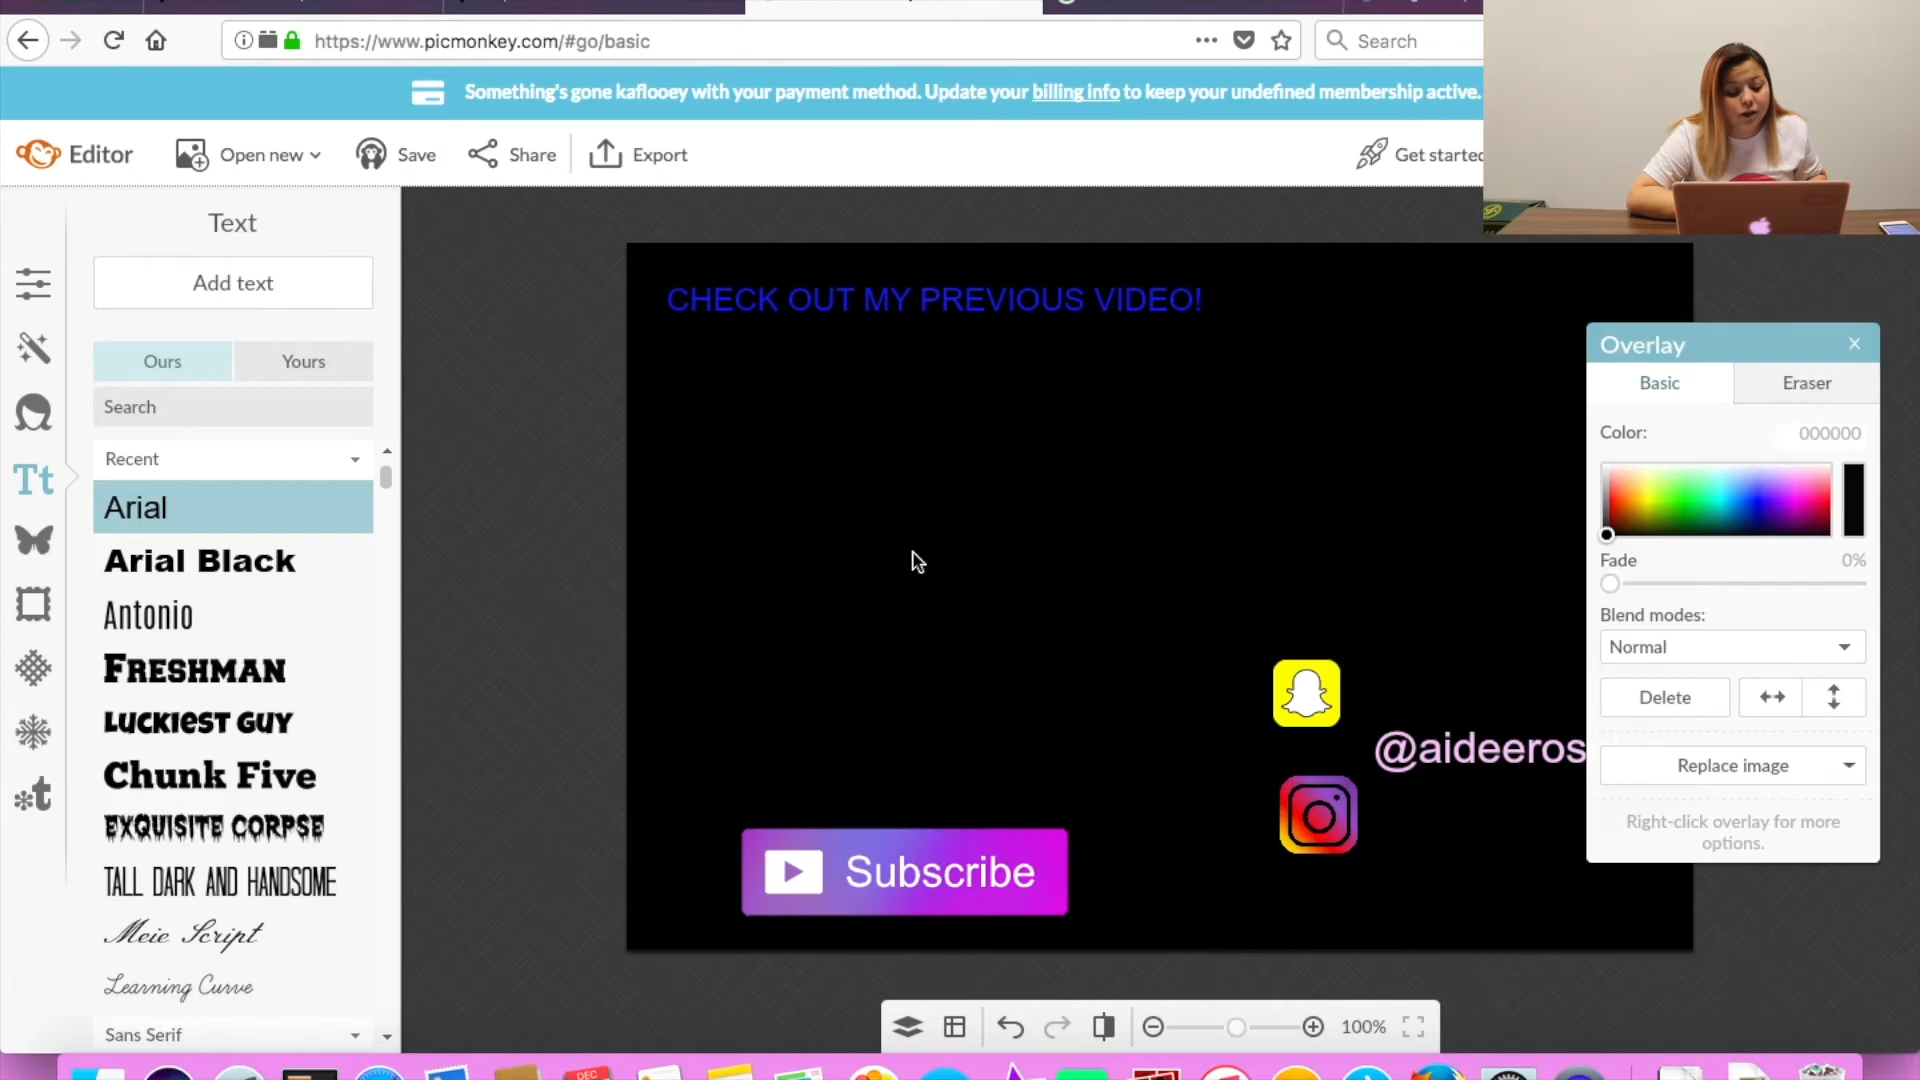 https://www.picmonkey.com/#go/basic
Search
Something's gone kaflooey with your payment method. Update your billing info to keep your undefined membership active.
Editor
Open new
Save
Share
Export
Get started
Text
Add text
Ours
Yours
Search
Recent
Arial
Arial Black
Antonio
FRESHMAN
LUCKIEST GUY
Chunk Five
EXQUISITE CORPSE
TALL DARK AND HANDSOME
Meie Script
Learning Curve
Sans Serif
CHECK OUT MY PREVIOUS VIDEO!
@aideeros
Subscribe
Overlay
Basic
Eraser
Color:
000000
Fade
0%
Blend modes:
Normal
Delete
Replace image
Right-click overlay for more
options.
100%
DEC